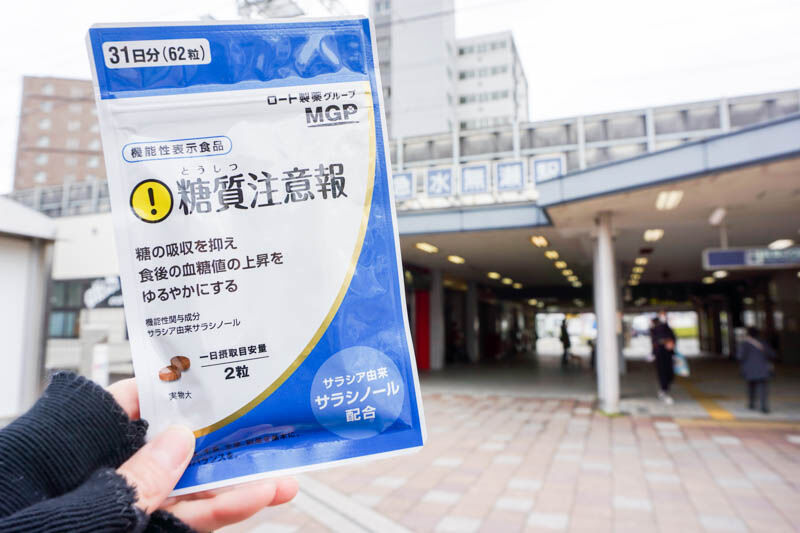 31日分(62粒)
ロート製薬グループ
MGP
機能性表示食品
とうしつ
糖質注意報
糖の吸収を抑え
食後の血糖値の上昇を
ゆるやかにする
機能性関与成分
サラシア由来サラシノール
一日摂取目安量
2粒
実物大
サラシア由来
サラシノール
配合
水無瀬駅